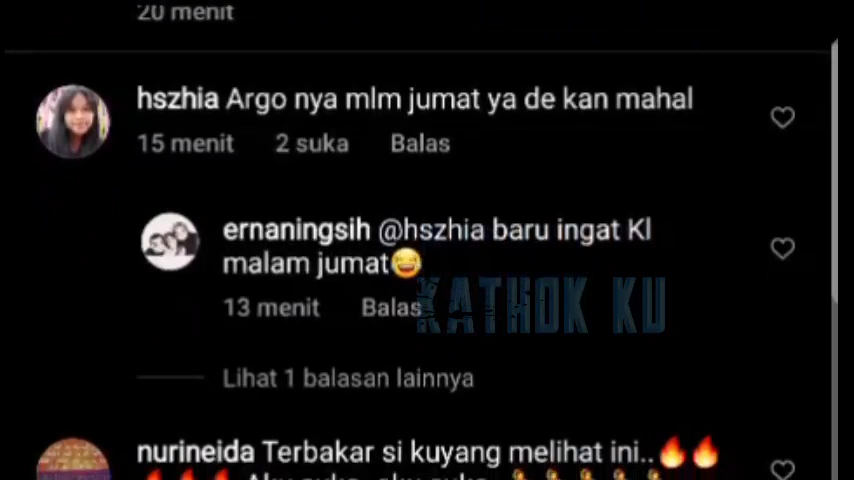 20 menit
hszhia Argo nya mlm jumat ya de kan mahal
15 menit 2 suka Balas
ernaningsih @hszhia baru ingat Kl
malam jumat😄
13 menit Balas
KATHOK KU
Lihat 1 balasan lainnya
nurineida Terbakar si kuyang melihat ini..🔥🔥